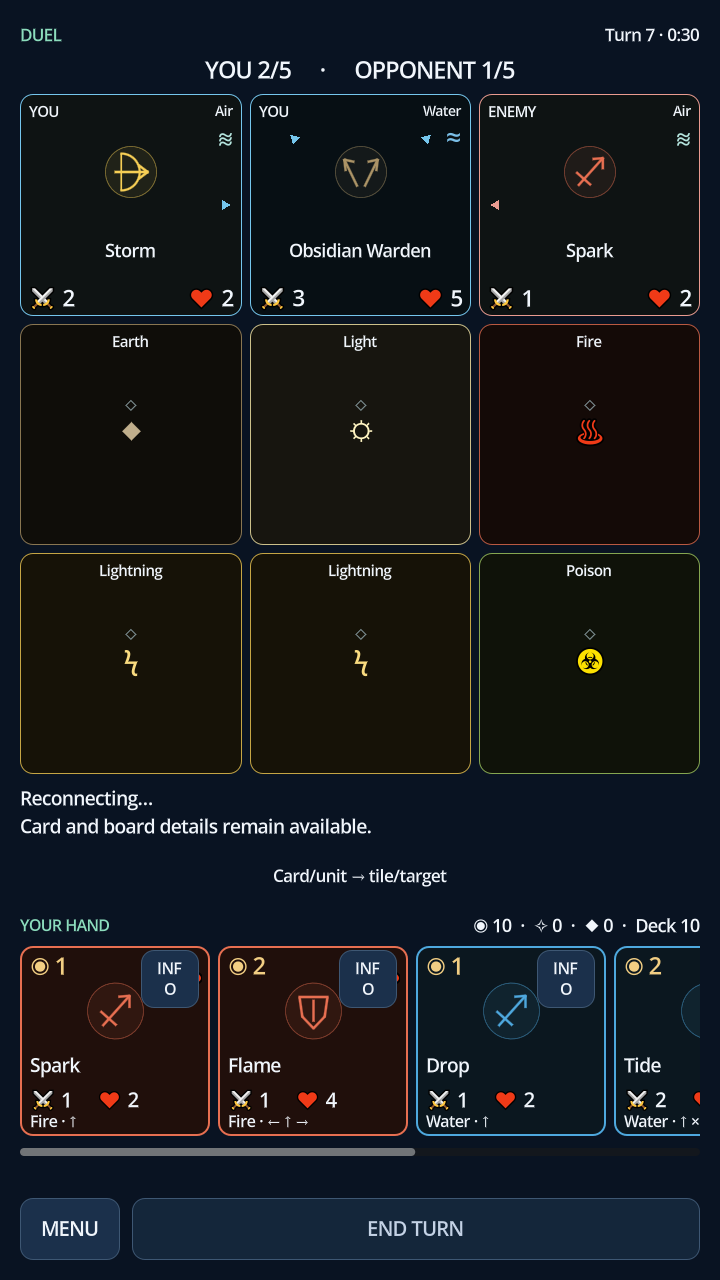 DUEL
Turn 7 · 0:30
YOU 2/5 · OPPONENT 1/5
YOU Air
YOU Water
ENEMY Air
Storm
Obsidian Warden
Spark
2 2
3 5
1 2
Earth
Light
Fire
Lightning
Lightning
Poison
Reconnecting...
Card and board details remain available.
Card/unit → tile/target
YOUR HAND
◉ 10 · ✧ 0 · ◆ 0 · Deck 10
◉ 1 INFO
◉ 2 INFO
◉ 1 INFO
◉ 2
Spark
Flame
Drop
Tide
1 2
1 4
1 2
2
Fire · ↑
Fire · ← ↑ →
Water · ↑
Water · ↑ ×
MENU
END TURN